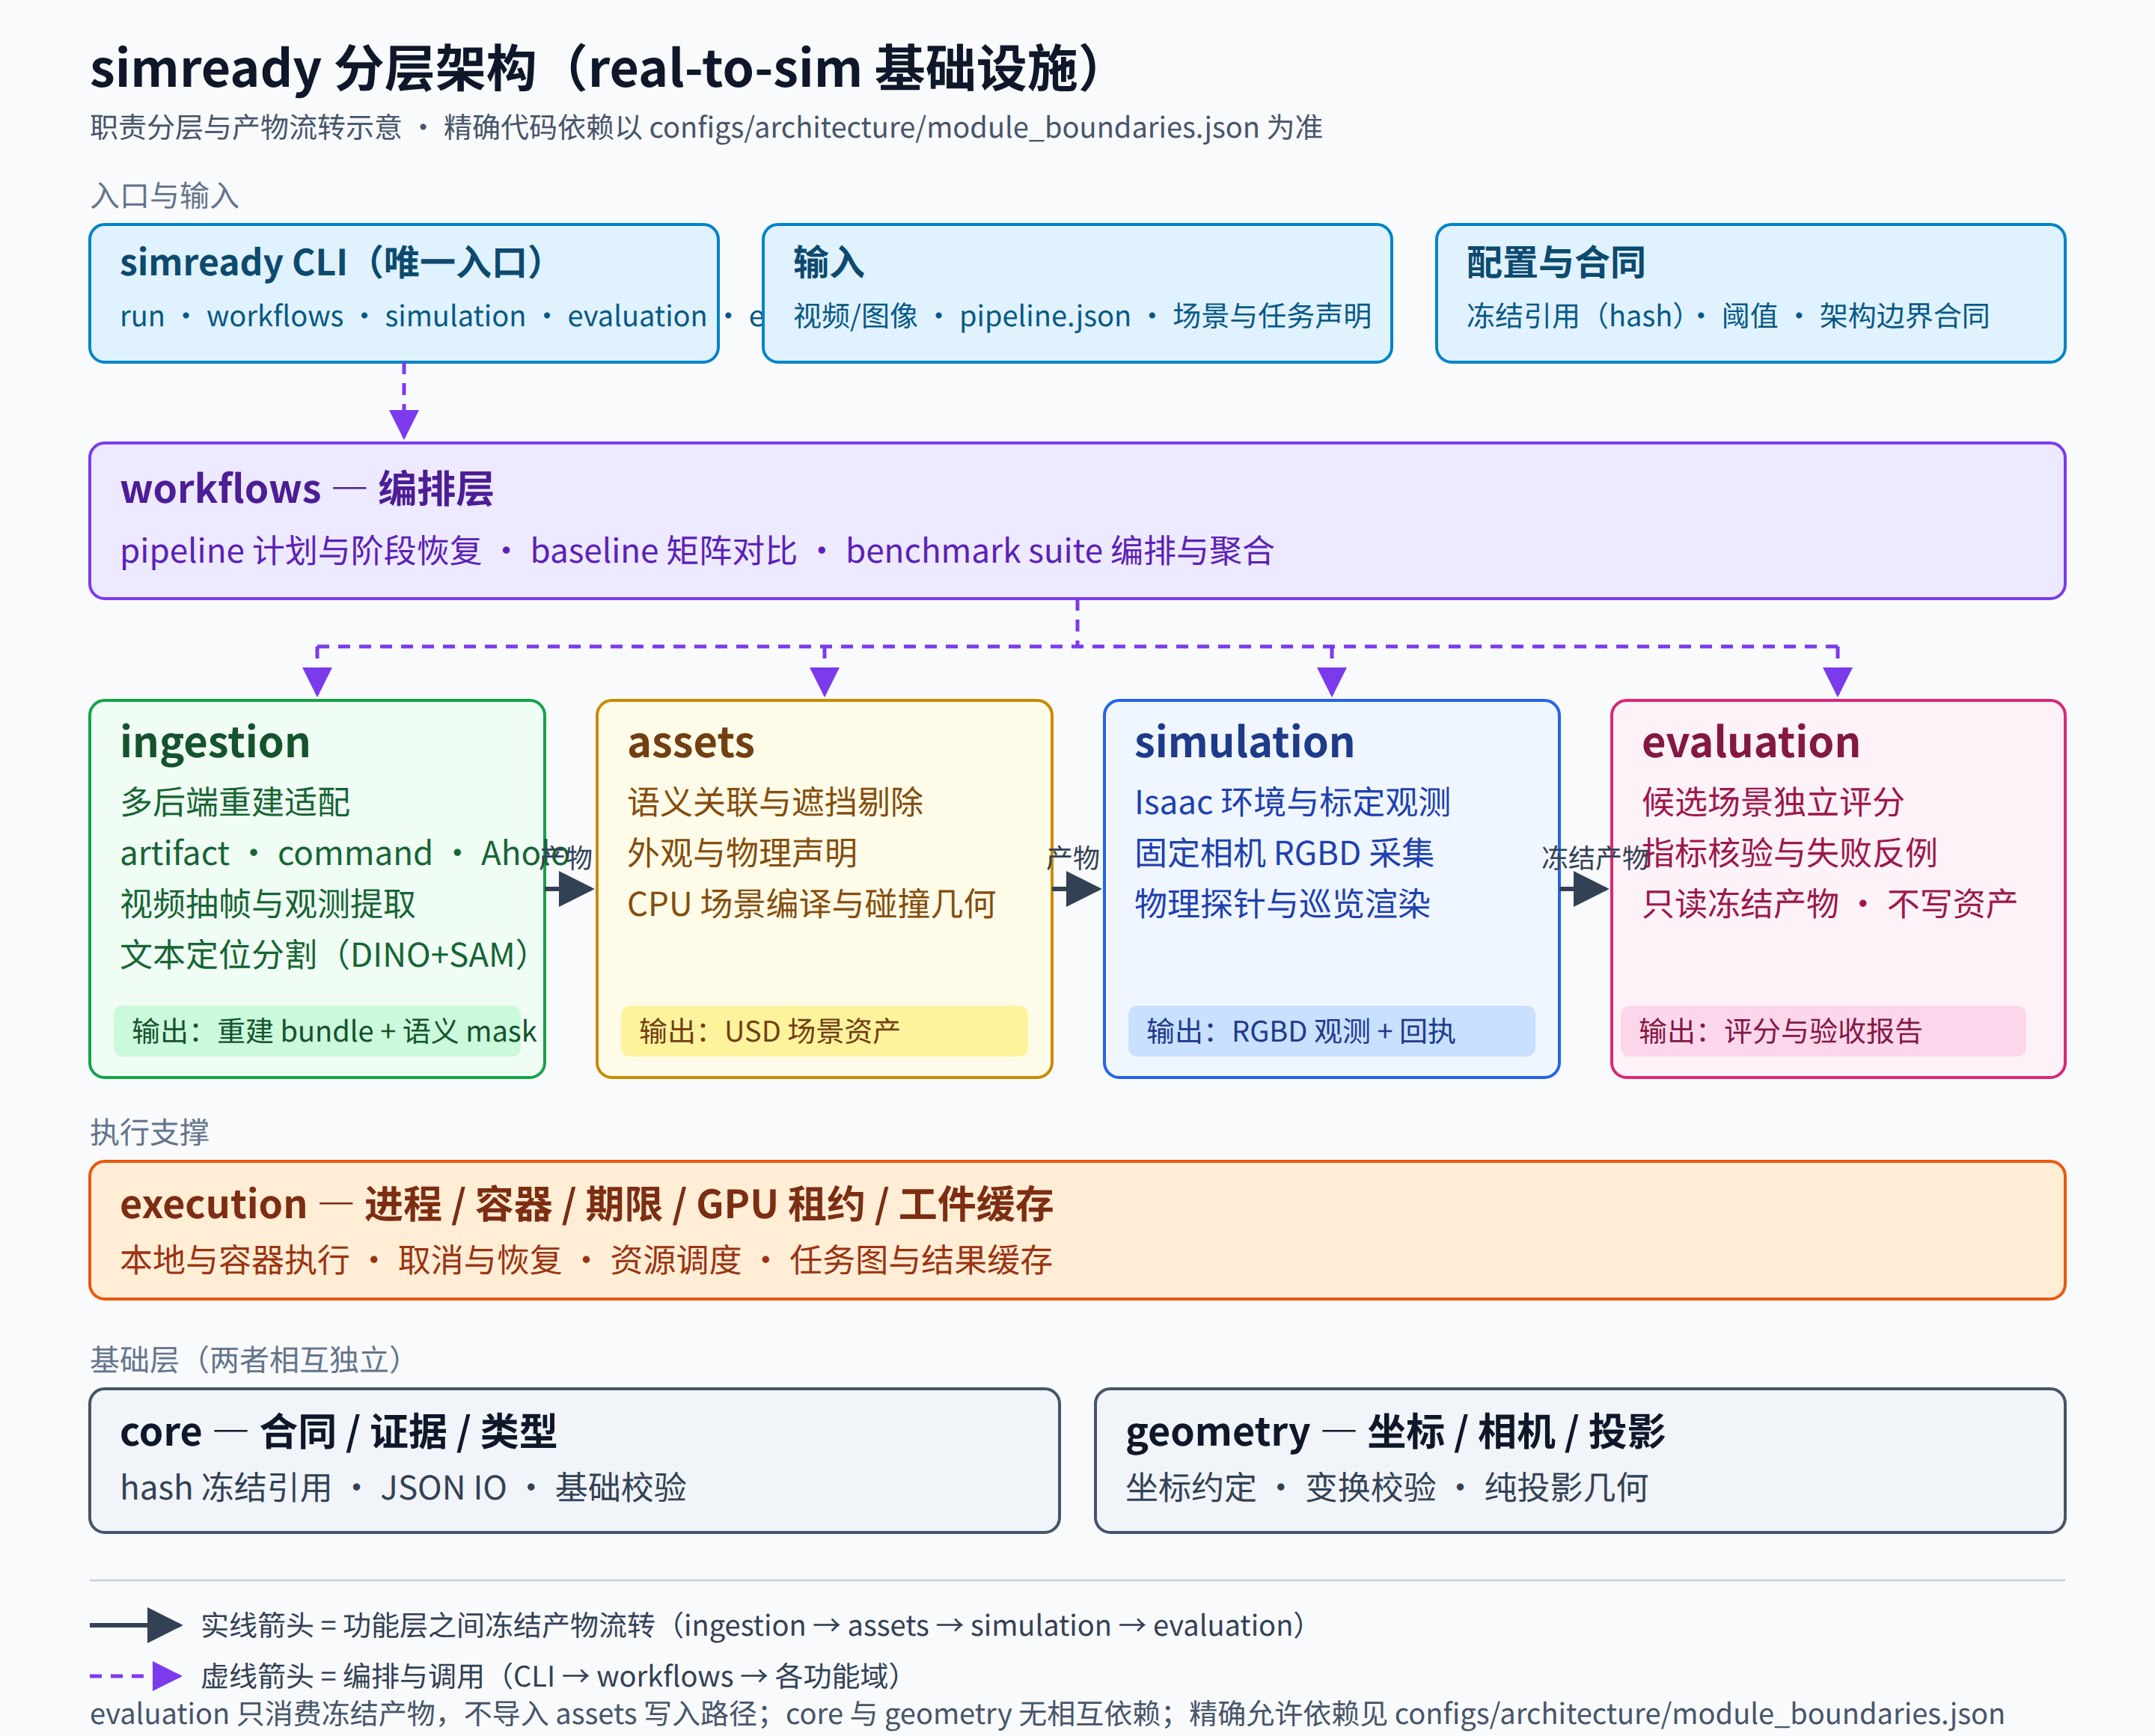 simready 分层架构（real-to-sim 基础设施）
职责分层与产物流转示意 · 精确代码依赖以 configs/architecture/module_boundaries.json 为准
入口与输入
simready CLI（唯一入口）
run · workflows · simulation · evaluation · e
输入
视频/图像 · pipeline.json · 场景与任务声明
配置与合同
冻结引用（hash）· 阈值 · 架构边界合同
workflows — 编排层
pipeline 计划与阶段恢复 · baseline 矩阵对比 · benchmark suite 编排与聚合
ingestion
多后端重建适配
artifact · command · Aholo
视频抽帧与观测提取
文本定位分割（DINO+SAM）
输出：重建 bundle + 语义 mask
产物
assets
语义关联与遮挡剔除
外观与物理声明
CPU 场景编译与碰撞几何
输出：USD 场景资产
产物
simulation
Isaac 环境与标定观测
固定相机 RGBD 采集
物理探针与巡览渲染
输出：RGBD 观测 + 回执
冻结产物
evaluation
候选场景独立评分
指标核验与失败反例
只读冻结产物 · 不写资产
输出：评分与验收报告
执行支撑
execution — 进程 / 容器 / 期限 / GPU 租约 / 工件缓存
本地与容器执行 · 取消与恢复 · 资源调度 · 任务图与结果缓存
基础层（两者相互独立）
core — 合同 / 证据 / 类型
hash 冻结引用 · JSON IO · 基础校验
geometry — 坐标 / 相机 / 投影
坐标约定 · 变换校验 · 纯投影几何
实线箭头 = 功能层之间冻结产物流转（ingestion → assets → simulation → evaluation）
虚线箭头 = 编排与调用（CLI → workflows → 各功能域）
evaluation 只消费冻结产物，不导入 assets 写入路径；core 与 geometry 无相互依赖；精确允许依赖见 configs/architecture/module_boundaries.json